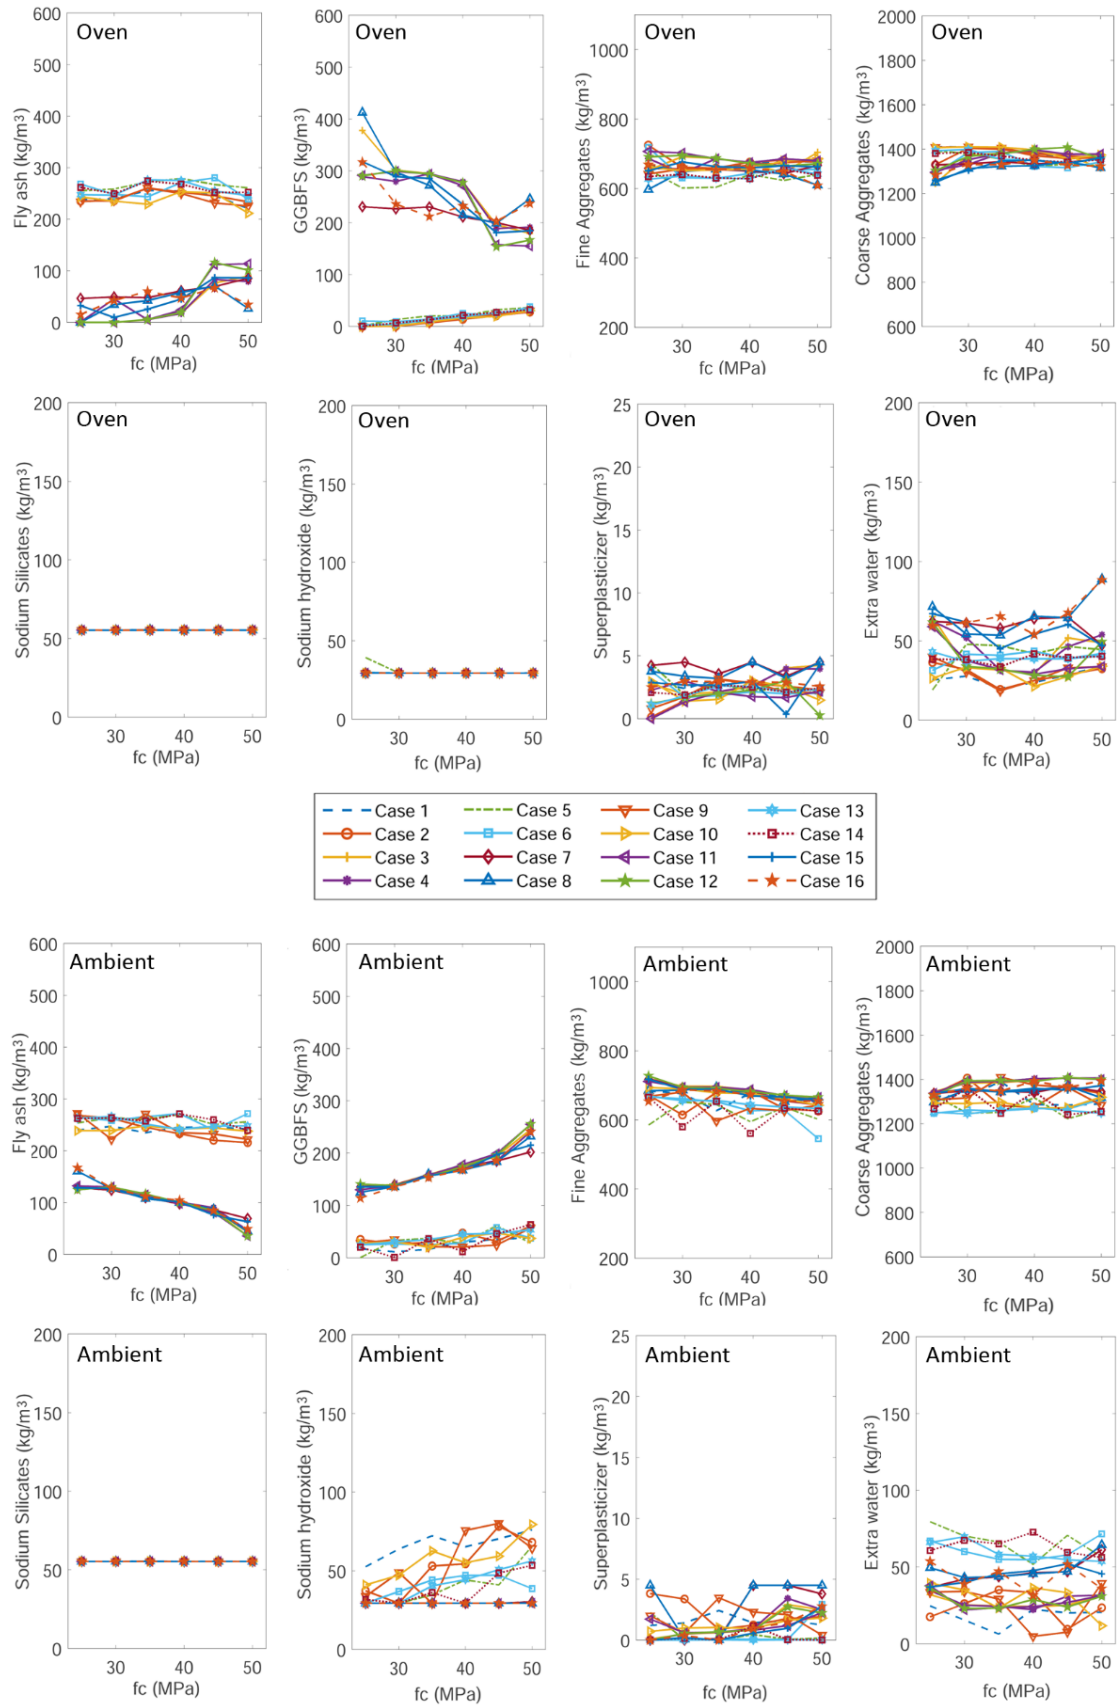 Oven
Fly ash (kg/m³)
600
500
400
300
200
100
0
30 40 50
fc (MPa)
Oven
GGBFS (kg/m³)
600
500
400
300
200
100
0
30 40 50
fc (MPa)
Oven
Fine Aggregates (kg/m³)
1000
800
600
400
200
30 40 50
fc (MPa)
Oven
Coarse Aggregates (kg/m³)
2000
1800
1600
1400
1200
1000
800
600
30 40 50
fc (MPa)
Oven
Sodium Silicates (kg/m³)
200
150
100
50
0
30 40 50
fc (MPa)
Oven
Sodium hydroxide (kg/m³)
200
150
100
50
0
30 40 50
fc (MPa)
Oven
Superplasticizer (kg/m³)
25
20
15
10
5
0
30 40 50
fc (MPa)
Oven
Extra water (kg/m³)
200
150
100
50
0
30 40 50
fc (MPa)
Case 1 Case 5 Case 9 Case 13
Case 2 Case 6 Case 10 Case 14
Case 3 Case 7 Case 11 Case 15
Case 4 Case 8 Case 12 Case 16
Ambient
Fly ash (kg/m³)
600
500
400
300
200
100
0
30 40 50
fc (MPa)
Ambient
GGBFS (kg/m³)
600
500
400
300
200
100
0
30 40 50
fc (MPa)
Ambient
Fine Aggregates (kg/m³)
1000
800
600
400
200
30 40 50
fc (MPa)
Ambient
Coarse Aggregates (kg/m³)
2000
1800
1600
1400
1200
1000
800
600
30 40 50
fc (MPa)
Ambient
Sodium Silicates (kg/m³)
200
150
100
50
0
30 40 50
fc (MPa)
Ambient
Sodium hydroxide (kg/m³)
200
150
100
50
0
30 40 50
fc (MPa)
Ambient
Superplasticizer (kg/m³)
25
20
15
10
5
0
30 40 50
fc (MPa)
Ambient
Extra water (kg/m³)
200
150
100
50
0
30 40 50
fc (MPa)